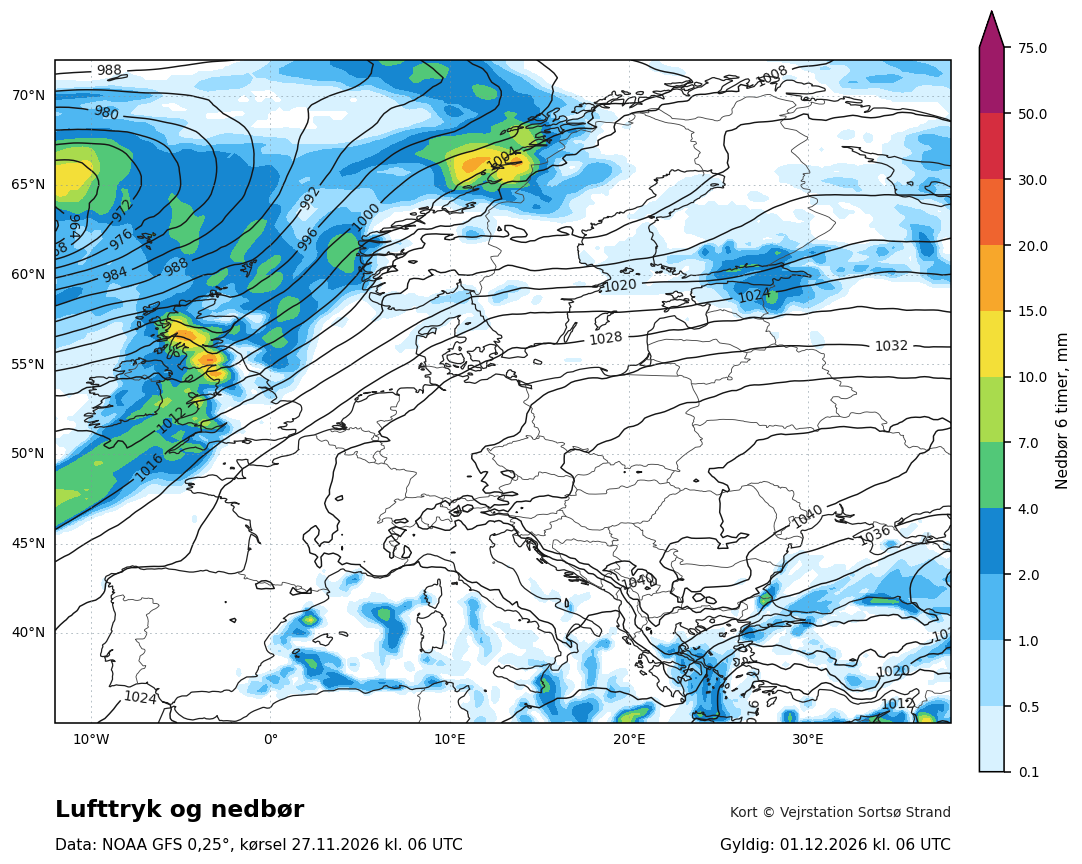 988
1008
980
1004
992
972
1000
964
976
996
988
984
1020
1024
1028
1032
1012
1016
1040
1036
1040
1020
1024
1012
70°N
65°N
60°N
55°N
50°N
45°N
40°N
10°W
0°
10°E
20°E
30°E
75.0
50.0
30.0
20.0
15.0
10.0
7.0
4.0
2.0
1.0
0.5
0.1
Nedbør 6 timer, mm
Lufttryk og nedbør
Kort © Vejrstation Sortsø Strand
Data: NOAA GFS 0,25°, kørsel 27.11.2026 kl. 06 UTC
Gyldig: 01.12.2026 kl. 06 UTC